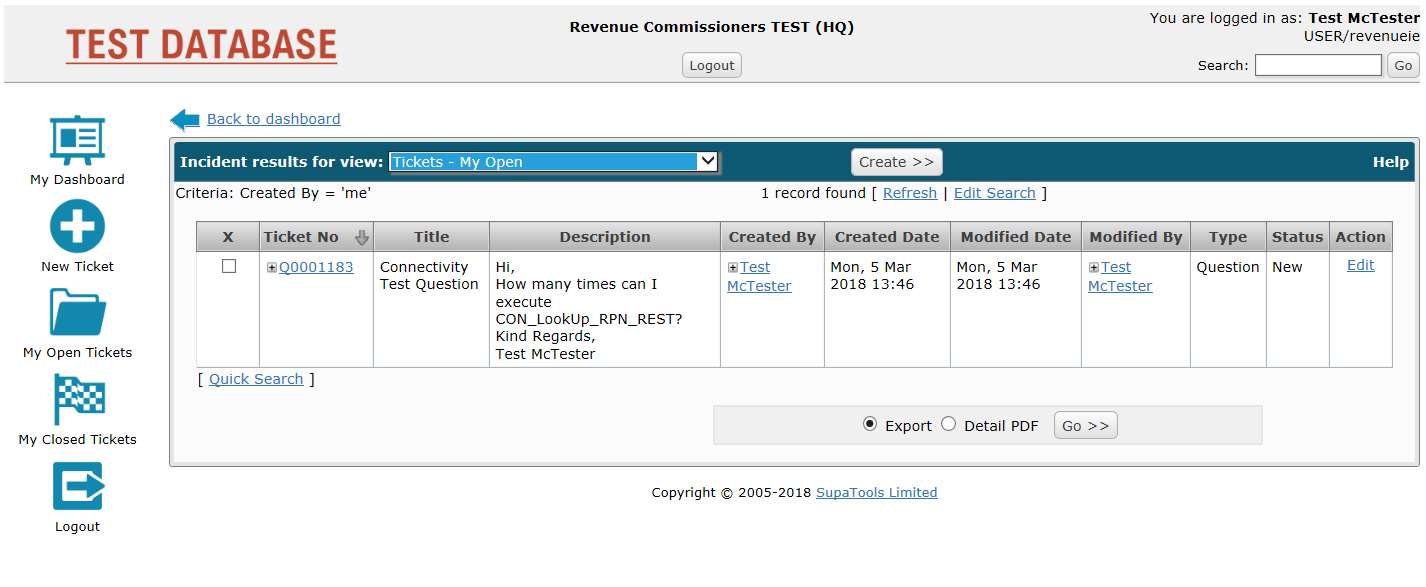 TEST DATABASE
Revenue Commissioners TEST (HQ)
Logout
You are logged in as: Test McTester
USER/revenueie
Search: Go
My Dashboard
New Ticket
My Open Tickets
My Closed Tickets
Logout
Back to dashboard
Incident results for view: Tickets - My Open Create >> Help
Criteria: Created By = 'me' 1 record found [ Refresh | Edit Search ]
X Ticket No Title Description Created By Created Date Modified Date Modified By Type Status Action
Q0001183
Connectivity
Test Question
Hi,
How many times can I
execute
CON_LookUp_RPN_REST?
Kind Regards,
Test McTester
Test
McTester
Mon, 5 Mar
2018 13:46
Mon, 5 Mar
2018 13:46
Test
McTester
Question
New
Edit
[ Quick Search ]
Export Detail PDF Go >>
Copyright © 2005-2018 SupaTools Limited